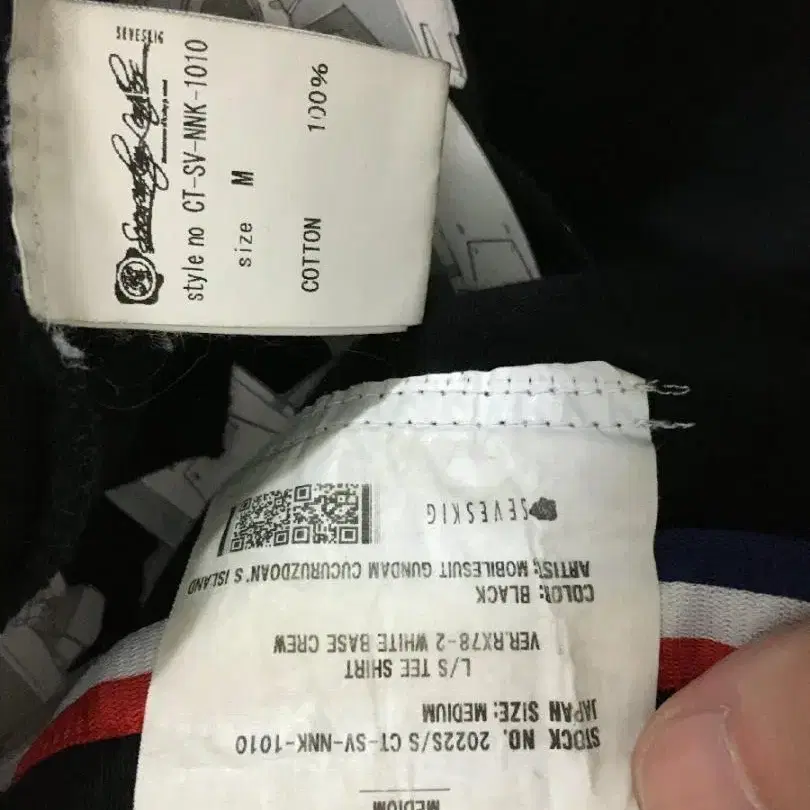 SEVESKIG
style no CT-SV-NNK-1010
size M
COTTON 100%
MEDIUM
STOCK NO. 2022S/S CT-SV-NNK-1010
JAPAN SIZE: MEDIUM
L/S TEE SHIRT
VER.RX78-2 WHITE BASE CREW
COLOR: BLACK
ARTIST: MOBILESUIT GUNDAM CUCURUZDOAN'S ISLAND
SEVESKIG